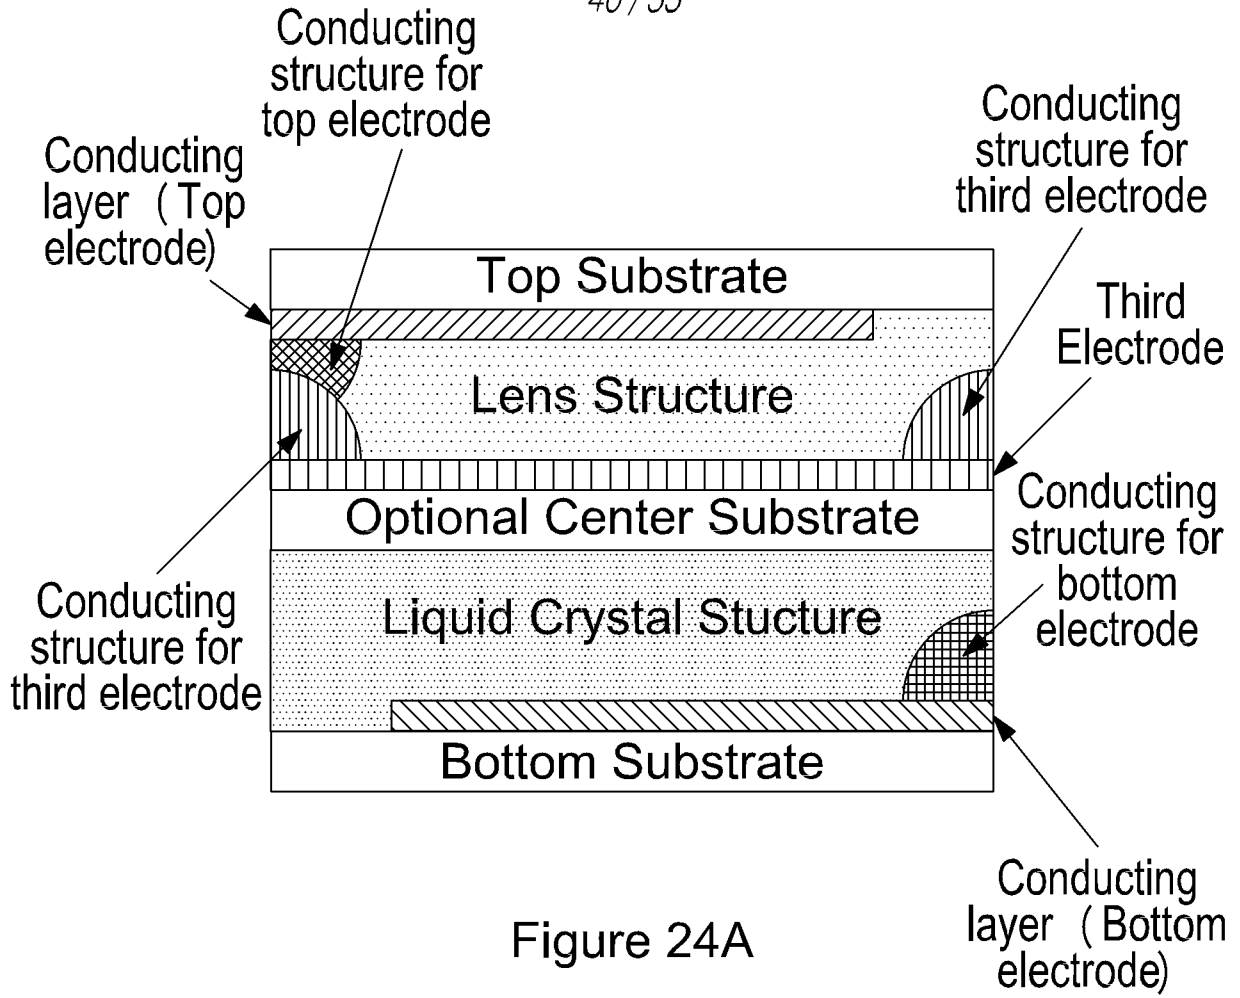 Conducting
structure for
top electrode
Conducting
layer (Top
electrode)
Conducting
structure for
third electrode
Top Substrate
Third
Electrode
Lens Structure
Optional Center Substrate
Conducting
structure for
bottom
electrode
Conducting
structure for
third electrode
Liquid Crystal Stucture
Bottom Substrate
Conducting
layer (Bottom
electrode)
Figure 24A